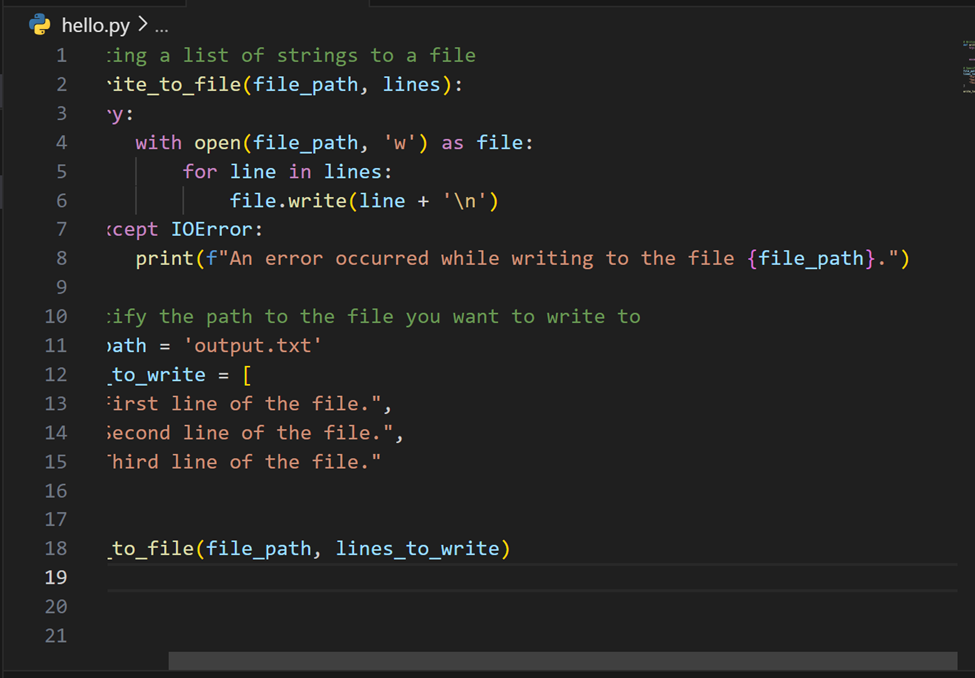 hello.py > ...
1 ing a list of strings to a file
2 ite_to_file(file_path, lines):
3 y:
4 with open(file_path, 'w') as file:
5 for line in lines:
6 file.write(line + '\n')
7 cept IOError:
8 print(f"An error occurred while writing to the file {file_path}.")
9
10 ify the path to the file you want to write to
11 ath = 'output.txt'
12 _to_write = [
13 irst line of the file.",
14 econd line of the file.",
15 hird line of the file."
16
17
18 _to_file(file_path, lines_to_write)
19
20
21